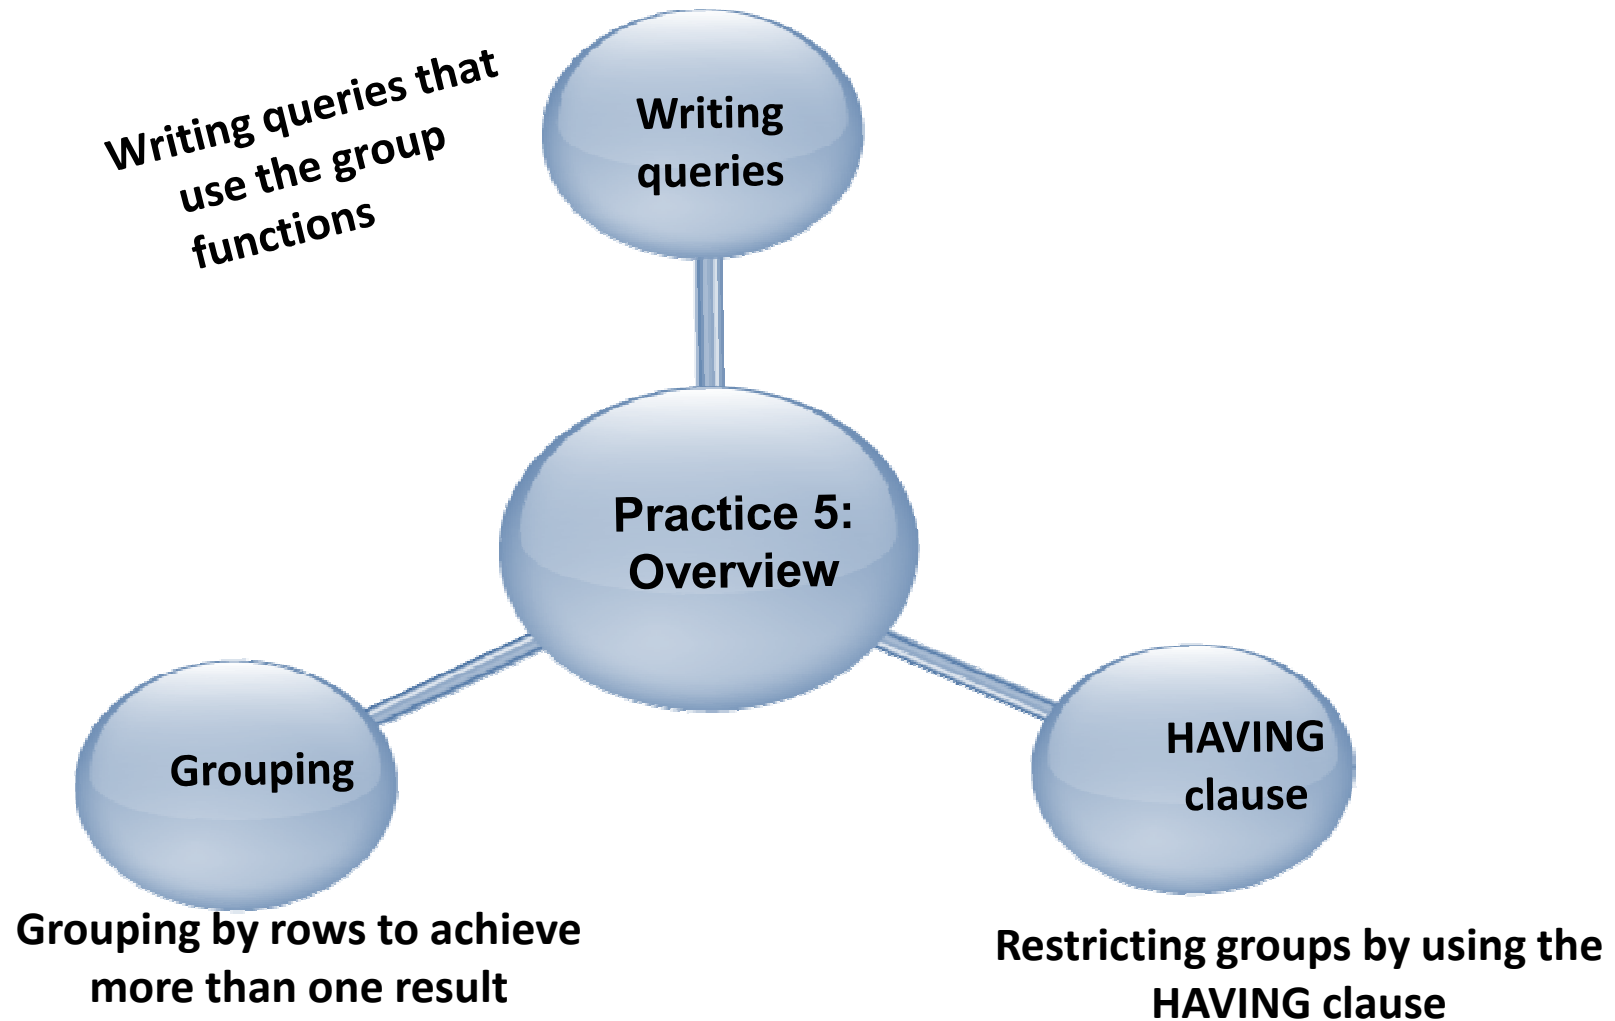 Writing queries that
use the group
functions
Writing
queries
Practice 5:
Overview
Grouping
HAVING
clause
Grouping by rows to achieve
more than one result
Restricting groups by using the
HAVING clause